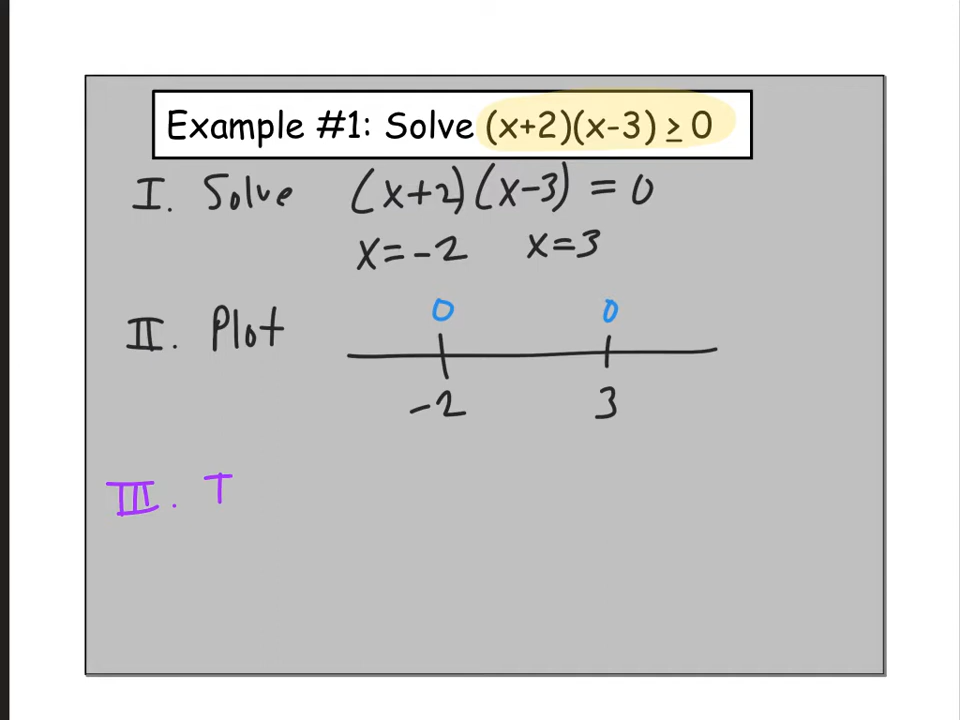 Example #1: Solve (x+2)(x-3) ≥ 0
I. Solve (x+2)(x-3) = 0
x=-2 x=3
0 0
II. Plot
-2 3
III. T